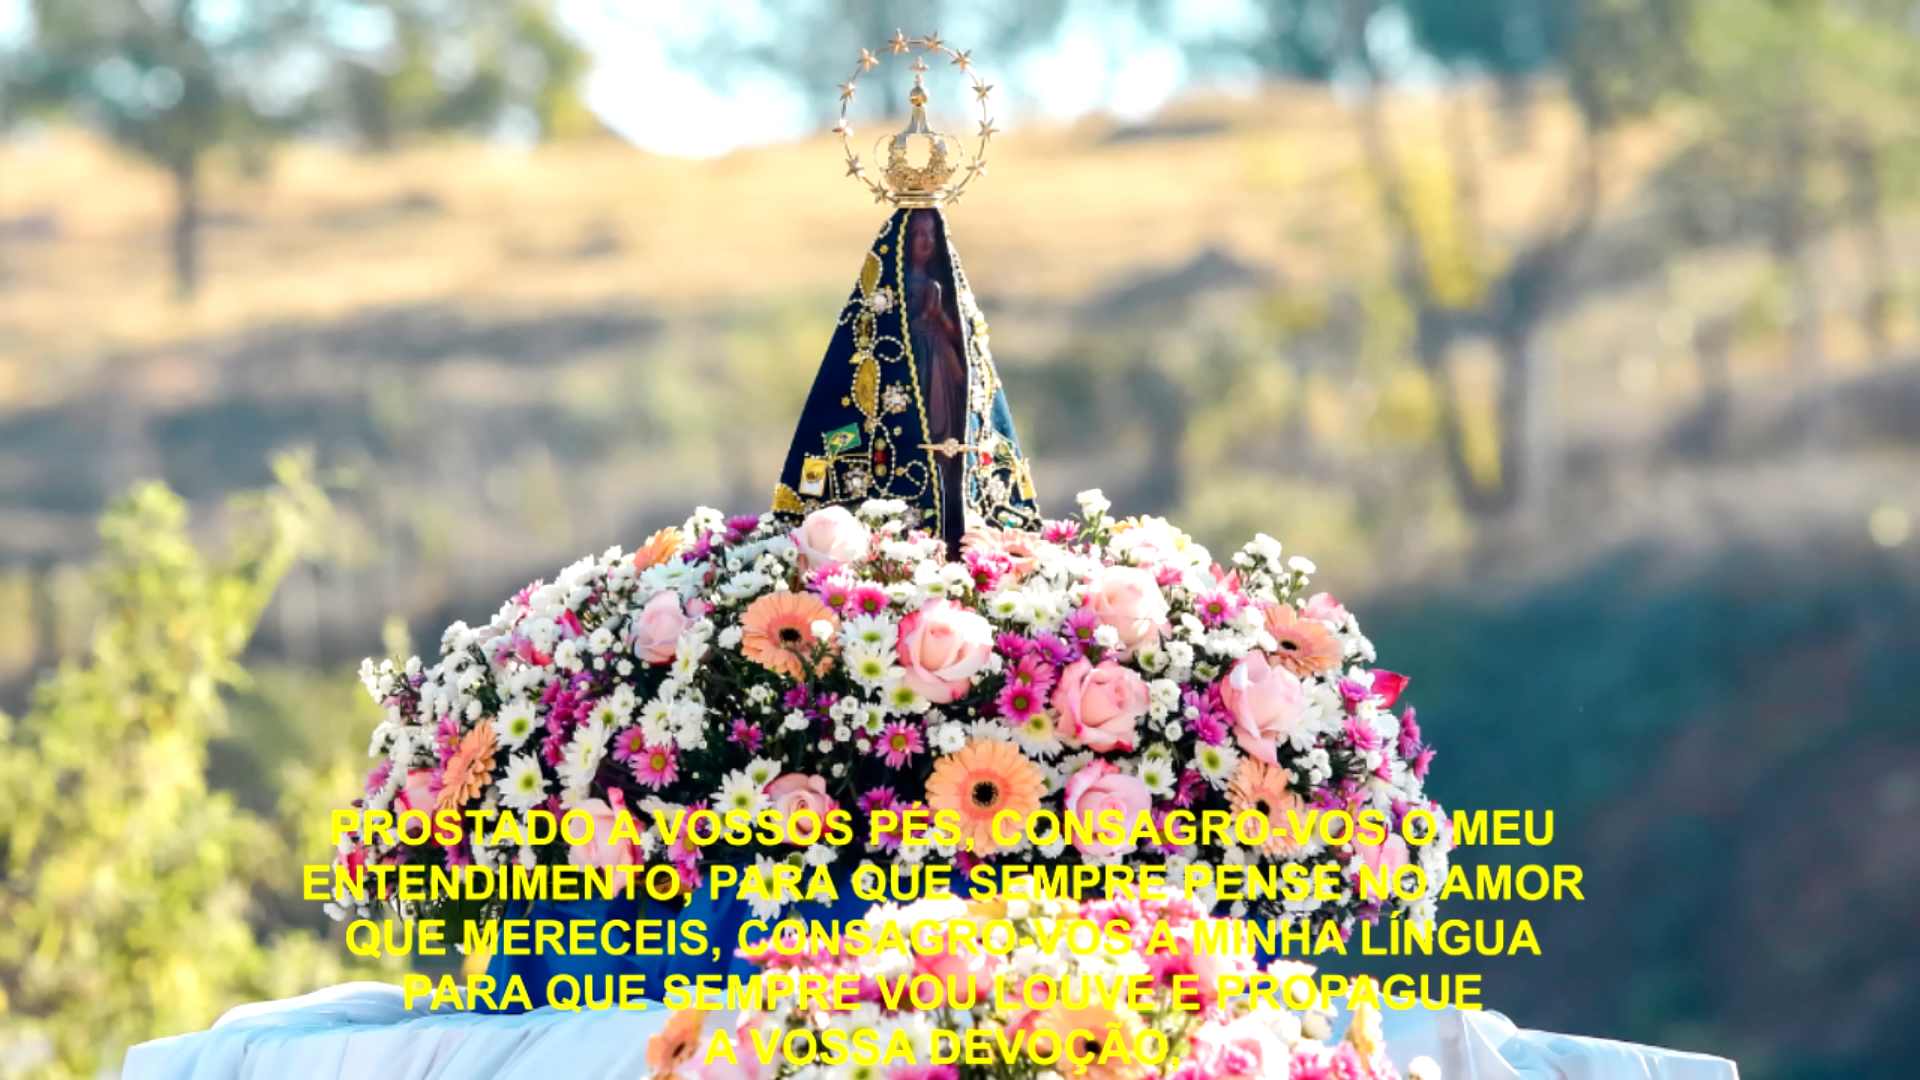 PROSTADO A VOSSOS PÉS, CONSAGRO-VOS O MEU
ENTENDIMENTO, PARA QUE SEMPRE PENSE NO AMOR
QUE MERECEIS, CONSAGRO-VOS A MINHA LÍNGUA
PARA QUE SEMPRE VOU LOUVE E PROPAGUE
A VOSSA DEVOÇÃO,